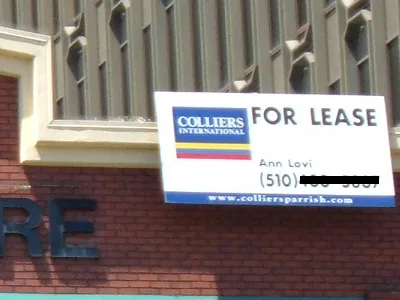 FOR LEASE
COLLIERS
INTERNATIONAL
Ann Lovi
(510)
www.colliersparrish.com
RE